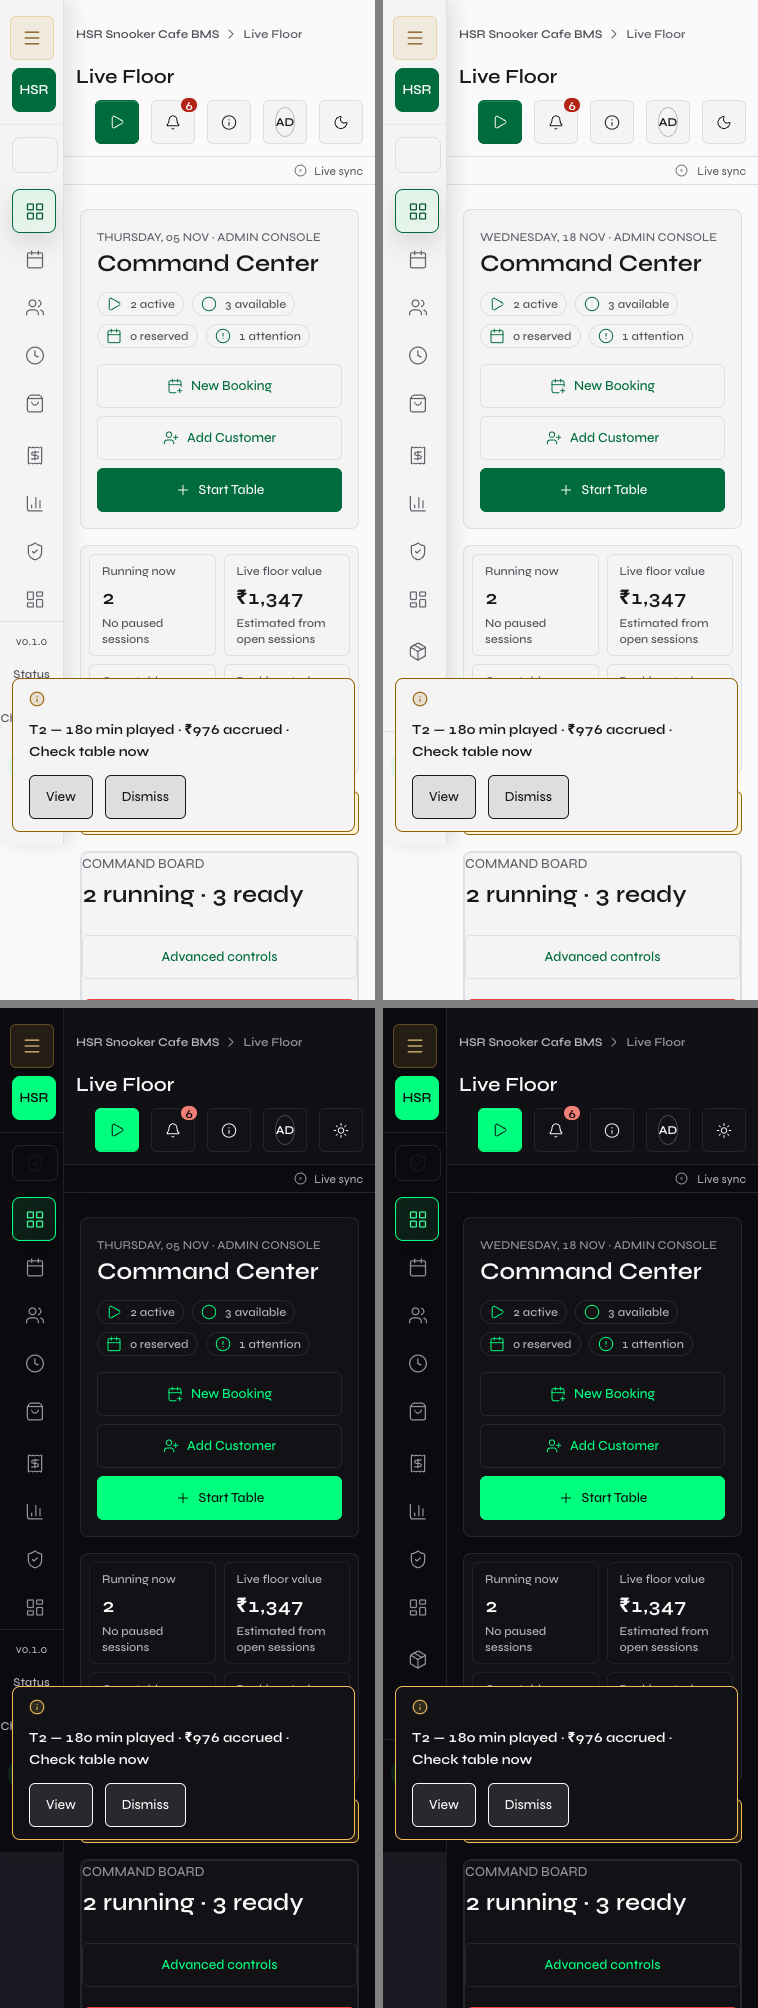 HSR Snooker Cafe BMS > Live Floor
HSR
Live Floor
6
AD
Live sync
THURSDAY, 05 NOV · ADMIN CONSOLE
Command Center
2 active
3 available
0 reserved
1 attention
New Booking
Add Customer
Start Table
Running now
2
No paused
sessions
Live floor value
₹1,347
Estimated from
open sessions
v0.1.0
Status
T2 — 180 min played · ₹976 accrued ·
Check table now
View
Dismiss
COMMAND BOARD
2 running · 3 ready
Advanced controls
HSR Snooker Cafe BMS > Live Floor
HSR
Live Floor
6
AD
Live sync
WEDNESDAY, 18 NOV · ADMIN CONSOLE
Command Center
2 active
3 available
0 reserved
1 attention
New Booking
Add Customer
Start Table
Running now
2
No paused
sessions
Live floor value
₹1,347
Estimated from
open sessions
T2 — 180 min played · ₹976 accrued ·
Check table now
View
Dismiss
COMMAND BOARD
2 running · 3 ready
Advanced controls
HSR Snooker Cafe BMS > Live Floor
HSR
Live Floor
6
AD
Live sync
THURSDAY, 05 NOV · ADMIN CONSOLE
Command Center
2 active
3 available
0 reserved
1 attention
New Booking
Add Customer
Start Table
Running now
2
No paused
sessions
Live floor value
₹1,347
Estimated from
open sessions
v0.1.0
Status
T2 — 180 min played · ₹976 accrued ·
Check table now
View
Dismiss
COMMAND BOARD
2 running · 3 ready
Advanced controls
HSR Snooker Cafe BMS > Live Floor
HSR
Live Floor
6
AD
Live sync
WEDNESDAY, 18 NOV · ADMIN CONSOLE
Command Center
2 active
3 available
0 reserved
1 attention
New Booking
Add Customer
Start Table
Running now
2
No paused
sessions
Live floor value
₹1,347
Estimated from
open sessions
T2 — 180 min played · ₹976 accrued ·
Check table now
View
Dismiss
COMMAND BOARD
2 running · 3 ready
Advanced controls